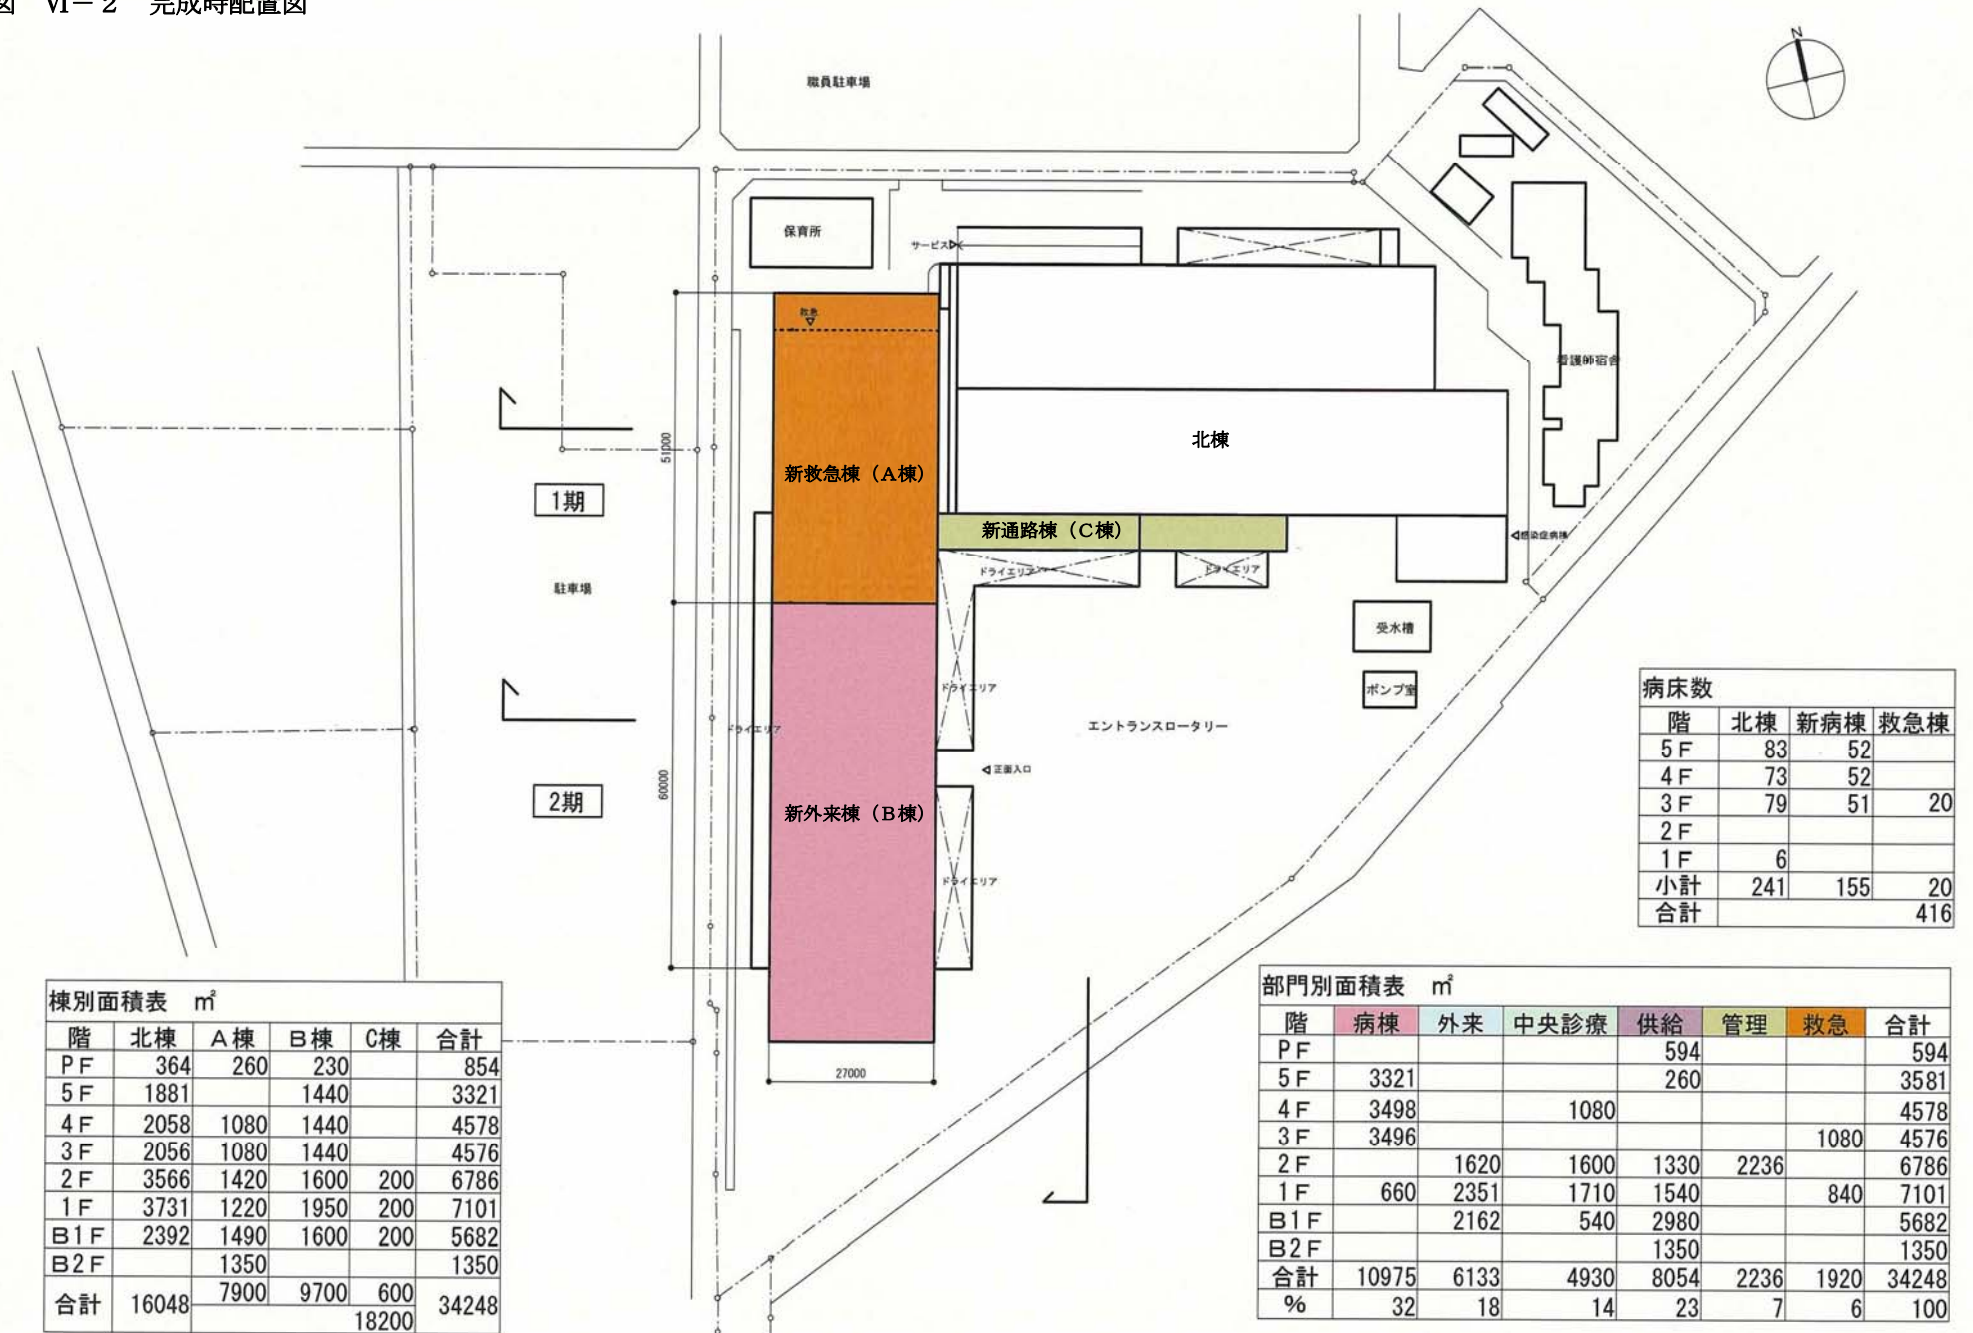 図 Ⅵ－２ 完成時配置図
N
職員駐車場
保育所
サービス
救急
看護師宿舎
51000
北棟
新救急棟（Ａ棟）
1期
新通路棟（Ｃ棟）
感染症病棟
ドライエリア
ドライエリア
駐車場
受水槽
ポンプ室
ドライエリア
ドライエリア
エントランスロータリー
正面入口
60000
2期
新外来棟（Ｂ棟）
ドライエリア
27000
病床数
階 北棟 新病棟 救急棟
5F 83 52
4F 73 52
3F 79 51 20
2F
1F 6
小計 241 155 20
合計 416
棟別面積表 ㎡
階 北棟 A棟 B棟 C棟 合計
PF 364 260 230 854
5F 1881 1440 3321
4F 2058 1080 1440 4578
3F 2056 1080 1440 4576
2F 3566 1420 1600 200 6786
1F 3731 1220 1950 200 7101
B1F 2392 1490 1600 200 5682
B2F 1350 1350
合計 16048 7900 9700 600 34248
18200
部門別面積表 ㎡
階 病棟 外来 中央診療 供給 管理 救急 合計
PF 594 594
5F 3321 260 3581
4F 3498 1080 4578
3F 3496 1080 4576
2F 1620 1600 1330 2236 6786
1F 660 2351 1710 1540 840 7101
B1F 2162 540 2980 5682
B2F 1350 1350
合計 10975 6133 4930 8054 2236 1920 34248
% 32 18 14 23 7 6 100